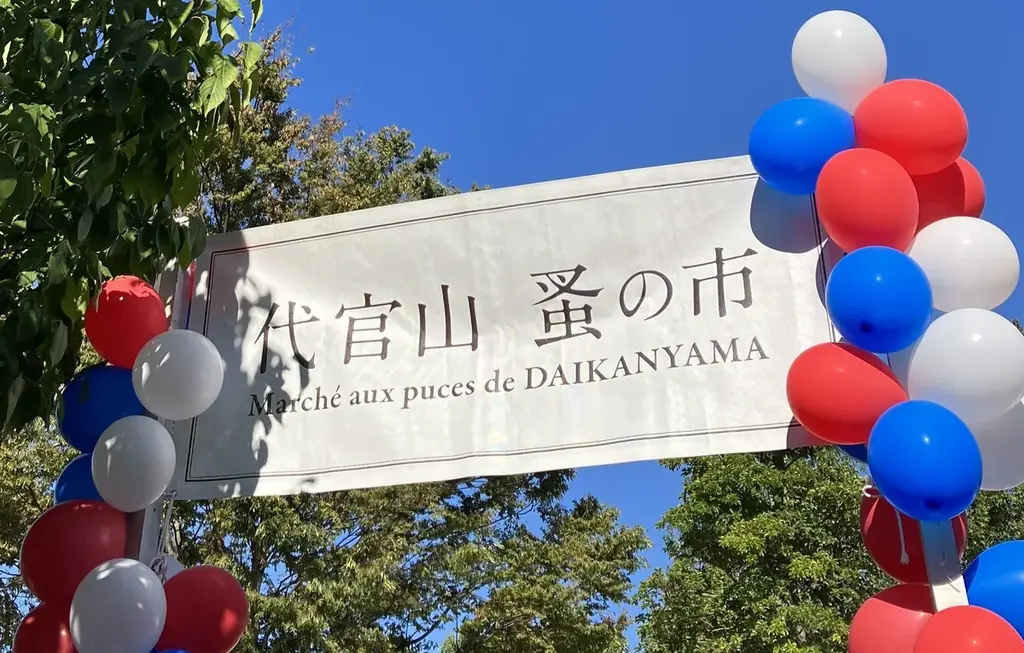 代官山 蚤の市
Marché aux puces de DAIKANYAMA